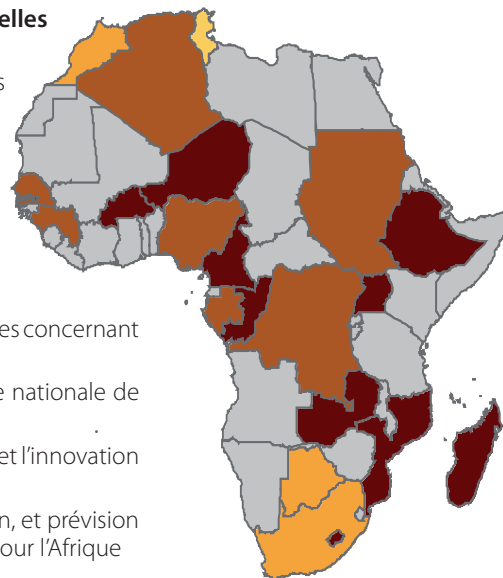 elles
s
es concernant
e nationale de
et l'innovation
n, et prévision
our l'Afrique